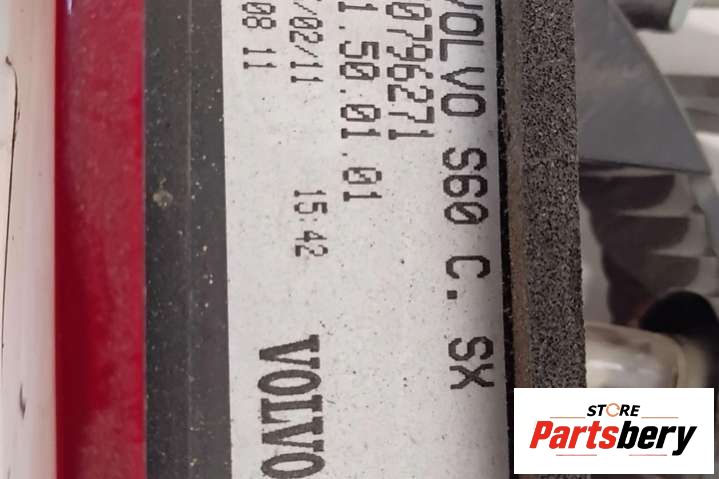 VOLVO S60 C. SX
0796271
1.50.01.01
/02/11 15:42
08 11
VOLVO
STORE
Partsbery